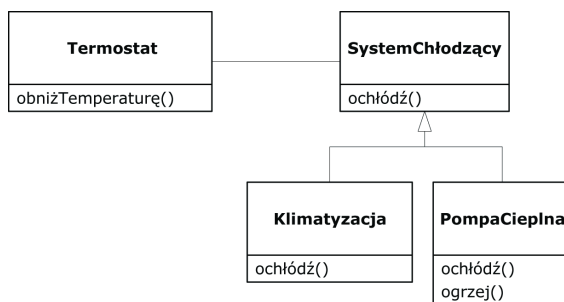 Termostat
obniżTemperaturę()
SystemChłodzący
ochłódź()
Klimatyzacja
ochłódź()
PompaCieplna
ochłódź()
ogrzej()